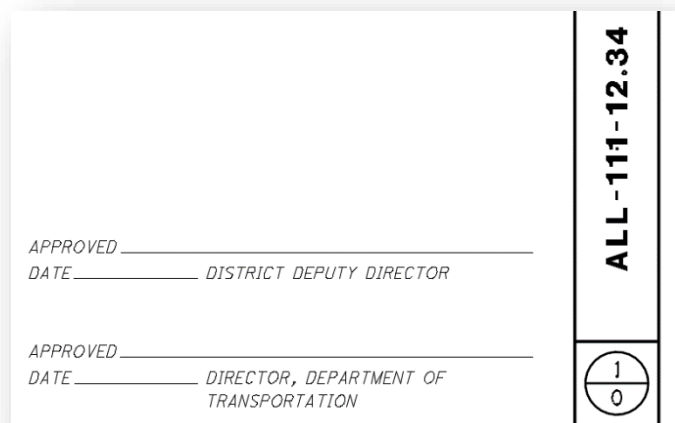 APPROVED
DATE DISTRICT DEPUTY DIRECTOR
APPROVED
DATE DIRECTOR, DEPARTMENT OF
TRANSPORTATION
ALL-111-12.34
1
0